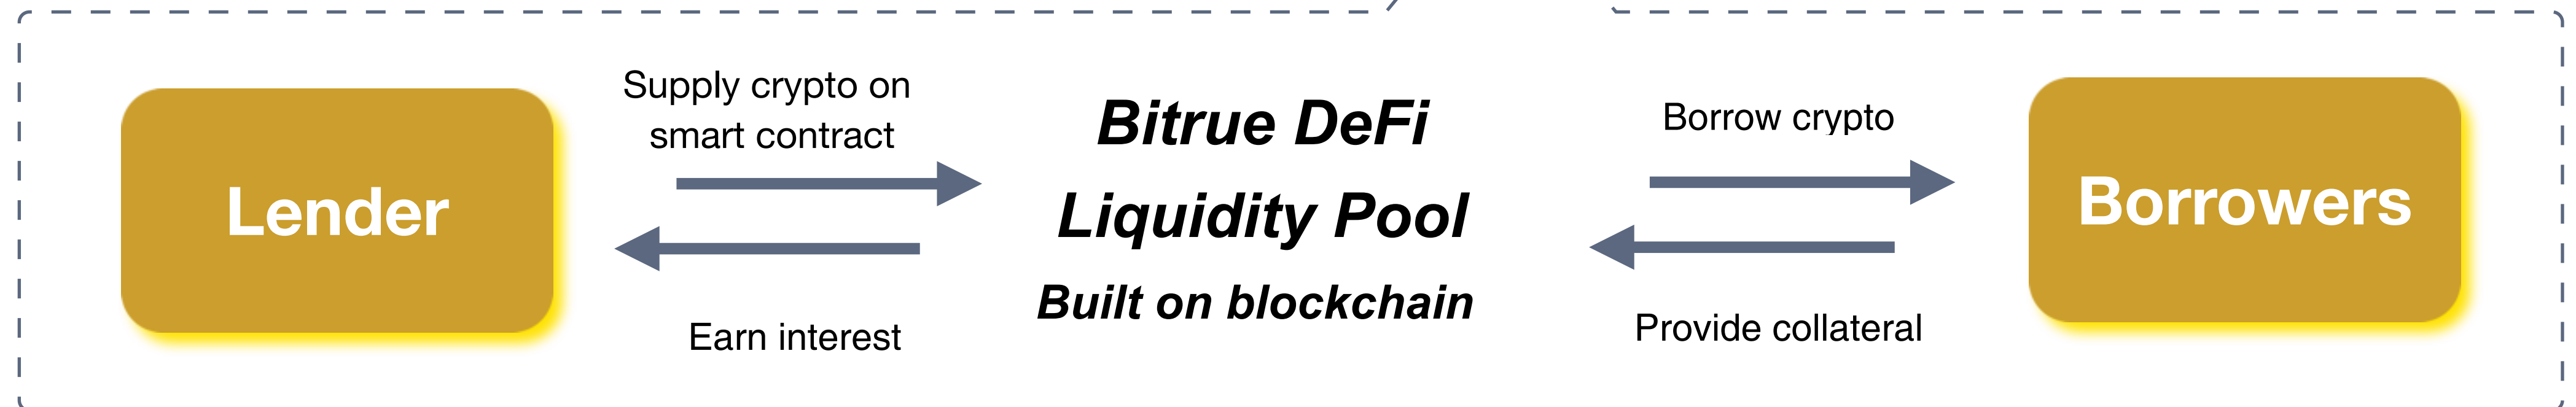 Lender
Supply crypto on
smart contract
Earn interest
Bitrue DeFi
Liquidity Pool
Built on blockchain
Borrow crypto
Provide collateral
Borrowers